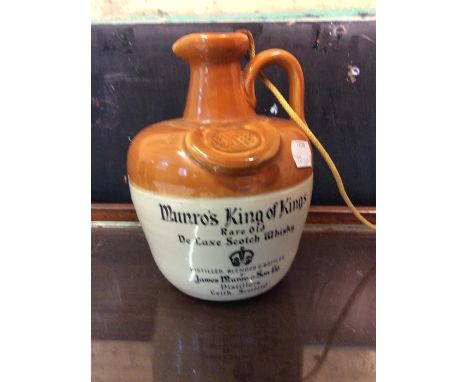 Munro's King of Kings
Rare Old
De Luxe Scotch Whisky
DISTILLED, BLENDED & BOTTLED
by
James Munro & Son Ltd
Distillers
Leith, Scotland